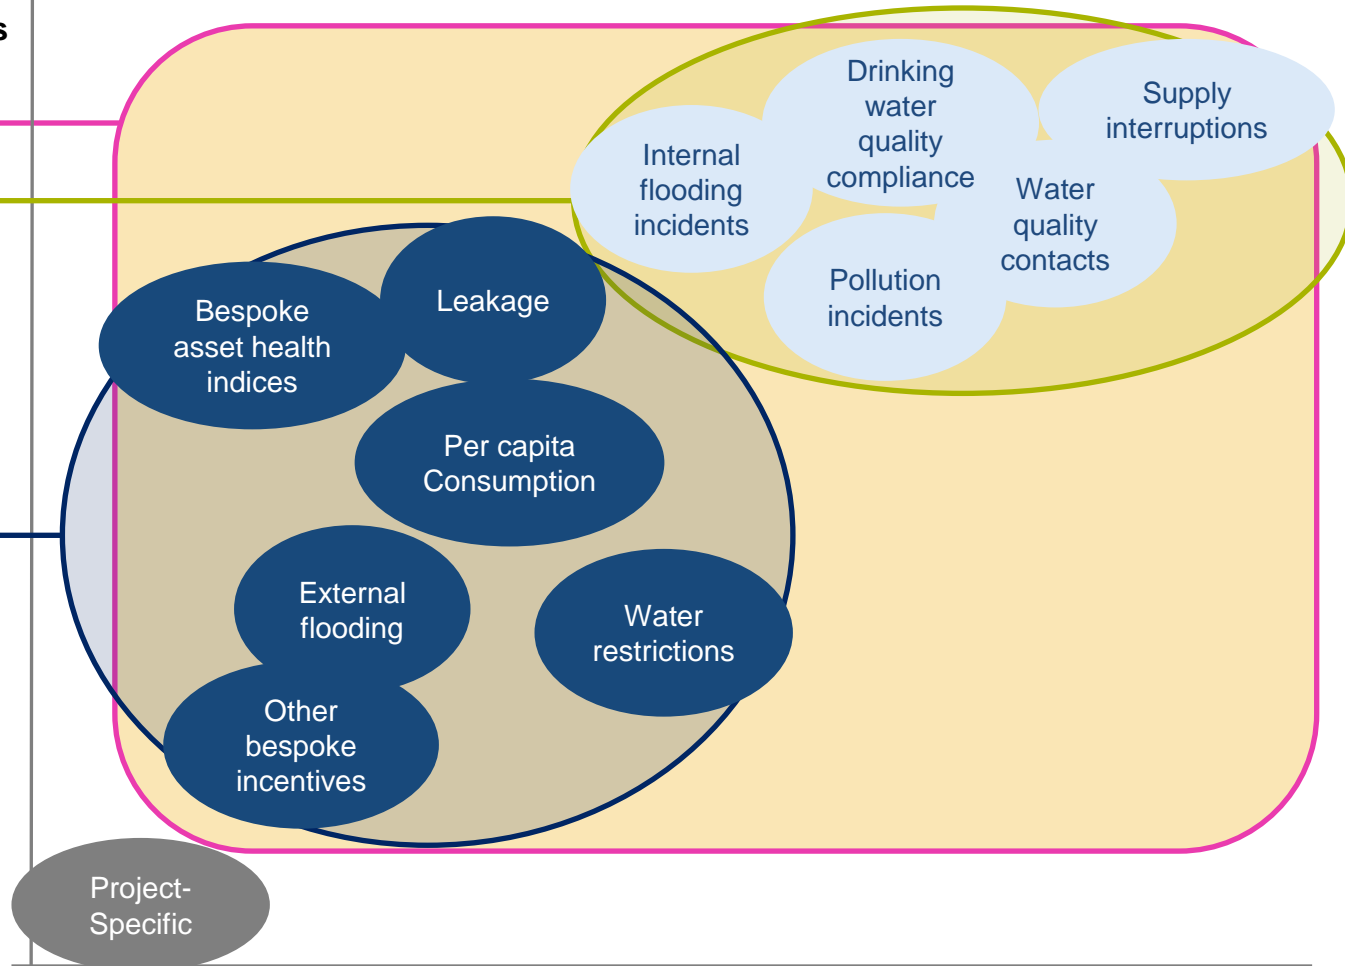 s
Drinking
water
quality
compliance
Supply
interruptions
Internal
flooding
incidents
Water
quality
contacts
Pollution
incidents
Leakage
Bespoke
asset health
indices
Per capita
Consumption
External
flooding
Water
restrictions
Other
bespoke
incentives
Project-
Specific